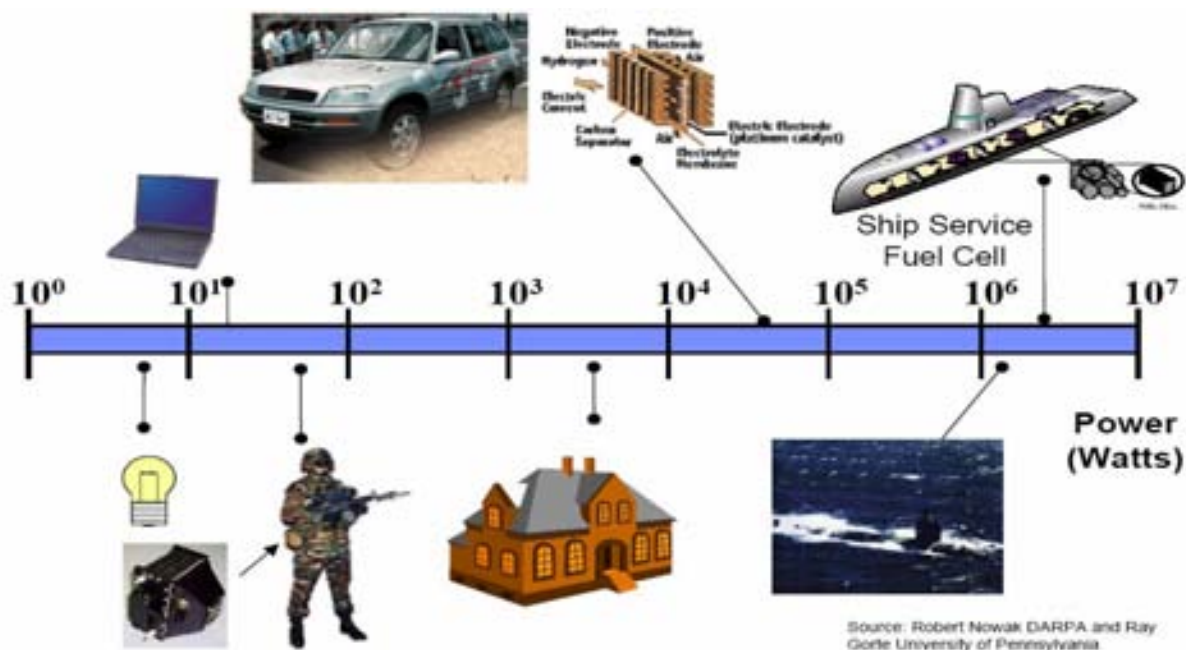 Negative Electrode
Positive Electrode
Hydrogen
Air
Electric Current
Carbon Separator
Air
Electric Electrode
(platinum catalyst)
Electrolyte Membrane
Ship Service
Fuel Cell
10⁰ 10¹ 10² 10³ 10⁴ 10⁵ 10⁶ 10⁷
Power
(Watts)
Source: Robert Nowak DARPA and Ray
Gorte University of Pennsylvania